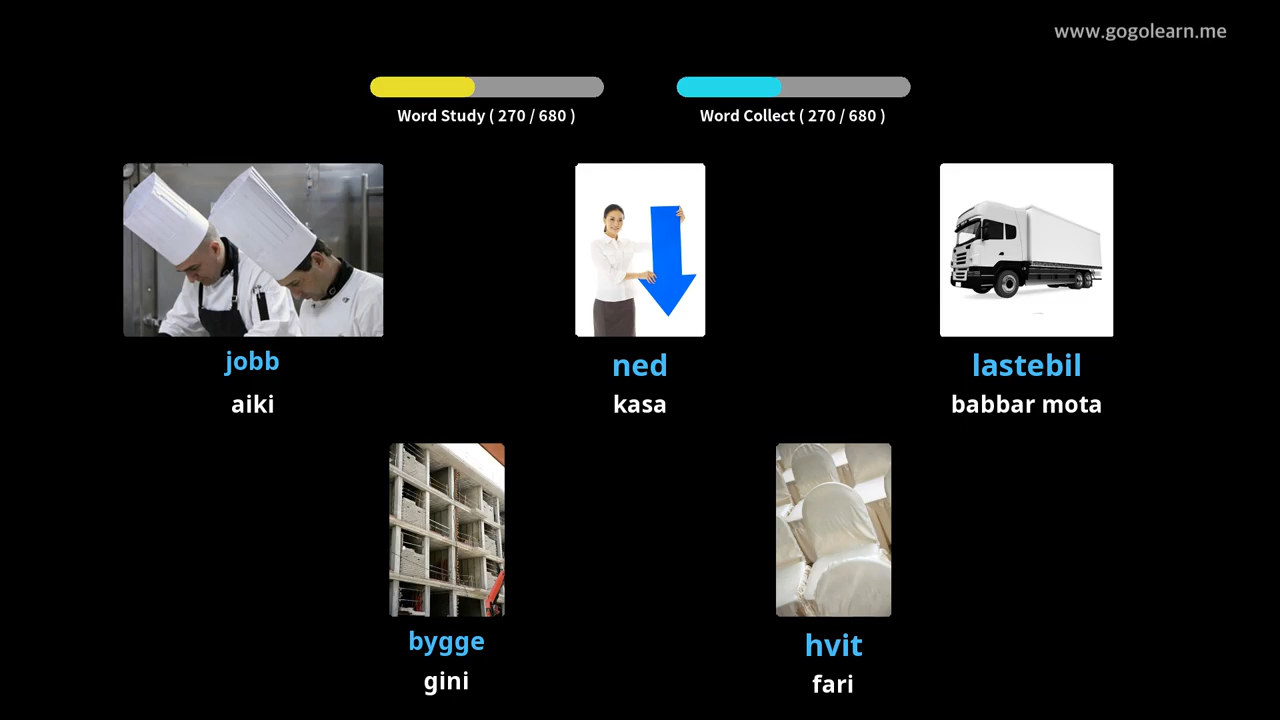 www.gogolearn.me
Word Study ( 270 / 680 )
Word Collect ( 270 / 680 )
jobb
aiki
ned
kasa
lastebil
babbar mota
bygge
gini
hvit
fari